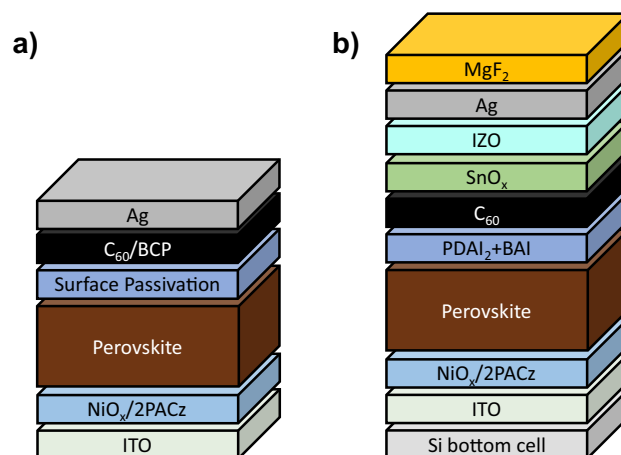 a)
Ag
C₆₀/BCP
Surface Passivation
Perovskite
NiOₓ/2PACz
ITO
b)
MgF₂
Ag
IZO
SnOₓ
C₆₀
PDAI₂+BAI
Perovskite
NiOₓ/2PACz
ITO
Si bottom cell